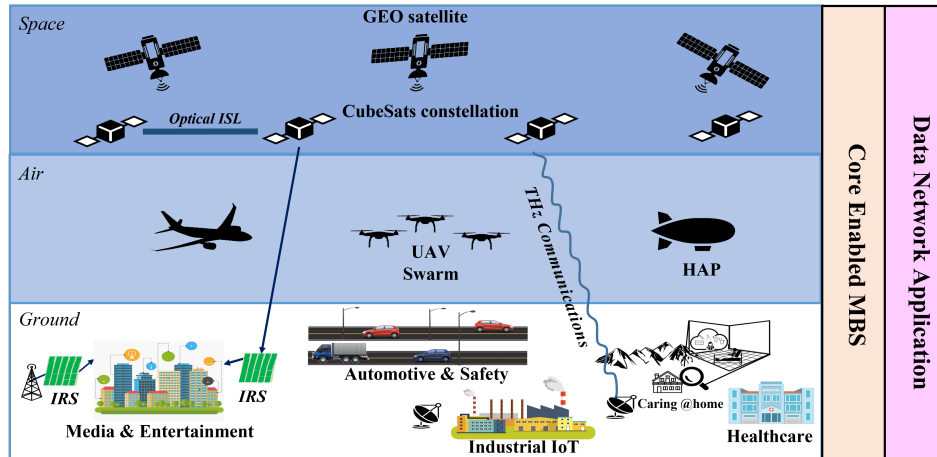 Space
GEO satellite
CubeSats constellation
Optical ISL
Air
THz Communications
UAV
Swarm
HAP
Ground
IRS
IRS
Media & Entertainment
Automotive & Safety
Industrial IoT
Caring @home
Healthcare
Core Enabled MBS
Data Network Application